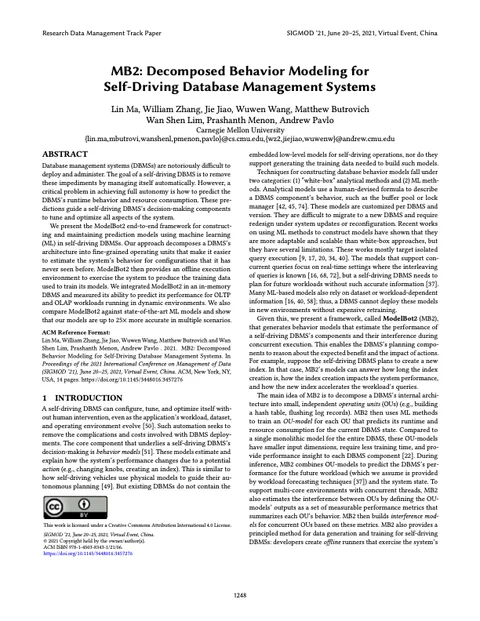 Research Data Management Track Paper
SIGMOD ’21, June 20–25, 2021, Virtual Event, China
MB2: Decomposed Behavior Modeling for
Self-Driving Database Management Systems
Lin Ma, William Zhang, Jie Jiao, Wuwen Wang, Matthew Butrovich
Wan Shen Lim, Prashanth Menon, Andrew Pavlo
Carnegie Mellon University
{lin.ma,mbutrovi,wanshenl,pmenon,pavlo}@cs.cmu.edu,{wz2,jiejiao,wuwenw}@andrew.cmu.edu
ABSTRACT
Database management systems (DBMSs) are notoriously difficult to
deploy and administer. The goal of a self-driving DBMS is to remove
these impediments by managing itself automatically. However, a
critical problem in achieving full autonomy is how to predict the
DBMS’s runtime behavior and resource consumption. These pre-
dictions guide a self-driving DBMS’s decision-making components
to tune and optimize all aspects of the system.
We present the ModelBot2 end-to-end framework for construct-
ing and maintaining prediction models using machine learning
(ML) in self-driving DBMSs. Our approach decomposes a DBMS’s
architecture into fine-grained operating units that make it easier
to estimate the system’s behavior for configurations that it has
never seen before. ModelBot2 then provides an offline execution
environment to exercise the system to produce the training data
used to train its models. We integrated ModelBot2 in an in-memory
DBMS and measured its ability to predict its performance for OLTP
and OLAP workloads running in dynamic environments. We also
compare ModelBot2 against state-of-the-art ML models and show
that our models are up to 25× more accurate in multiple scenarios.
ACM Reference Format:
Lin Ma, William Zhang, Jie Jiao, Wuwen Wang, Matthew Butrovich and Wan
Shen Lim, Prashanth Menon, Andrew Pavlo . 2021. MB2: Decomposed
Behavior Modeling for Self-Driving Database Management Systems. In
Proceedings of the 2021 International Conference on Management of Data
(SIGMOD ’21), June 20–25, 2021, Virtual Event, China. ACM, New York, NY,
USA, 14 pages. https://doi.org/10.1145/3448016.3457276
1 INTRODUCTION
A self-driving DBMS can configure, tune, and optimize itself with-
out human intervention, even as the application’s workload, dataset,
and operating environment evolve [50]. Such automation seeks to
remove the complications and costs involved with DBMS deploy-
ments. The core component that underlies a self-driving DBMS’s
decision-making is behavior models [51]. These models estimate and
explain how the system’s performance changes due to a potential
action (e.g., changing knobs, creating an index). This is similar to
how self-driving vehicles use physical models to guide their au-
tonomous planning [49]. But existing DBMSs do not contain the
cc
BY
This work is licensed under a Creative Commons Attribution International 4.0 License.
SIGMOD ’21, June 20–25, 2021, Virtual Event, China.
© 2021 Copyright held by the owner/author(s).
ACM ISBN 978-1-4503-8343-1/21/06.
https://doi.org/10.1145/3448016.3457276
embedded low-level models for self-driving operations, nor do they
support generating the training data needed to build such models.
Techniques for constructing database behavior models fall under
two categories: (1) “white-box” analytical methods and (2) ML meth-
ods. Analytical models use a human-devised formula to describe
a DBMS component’s behavior, such as the buffer pool or lock
manager [42, 45, 74]. These models are customized per DBMS and
version. They are difficult to migrate to a new DBMS and require
redesign under system updates or reconfiguration. Recent works
on using ML methods to construct models have shown that they
are more adaptable and scalable than white-box approaches, but
they have several limitations. These works mostly target isolated
query execution [9, 17, 20, 34, 40]. The models that support con-
current queries focus on real-time settings where the interleaving
of queries is known [16, 68, 72], but a self-driving DBMS needs to
plan for future workloads without such accurate information [37].
Many ML-based models also rely on dataset or workload-dependent
information [16, 40, 58]; thus, a DBMS cannot deploy these models
in new environments without expensive retraining.
Given this, we present a framework, called ModelBot2 (MB2),
that generates behavior models that estimate the performance of
a self-driving DBMS’s components and their interference during
concurrent execution. This enables the DBMS’s planning compo-
nents to reason about the expected benefit and the impact of actions.
For example, suppose the self-driving DBMS plans to create a new
index. In that case, MB2’s models can answer how long the index
creation is, how the index creation impacts the system performance,
and how the new index accelerates the workload’s queries.
The main idea of MB2 is to decompose a DBMS’s internal archi-
tecture into small, independent operating units (OUs) (e.g., building
a hash table, flushing log records). MB2 then uses ML methods
to train an OU-model for each OU that predicts its runtime and
resource consumption for the current DBMS state. Compared to
a single monolithic model for the entire DBMS, these OU-models
have smaller input dimensions, require less training time, and pro-
vide performance insight to each DBMS component [22]. During
inference, MB2 combines OU-models to predict the DBMS’s per-
formance for the future workload (which we assume is provided
by workload forecasting techniques [37]) and the system state. To
support multi-core environments with concurrent threads, MB2
also estimates the interference between OUs by defining the OU-
models’ outputs as a set of measurable performance metrics that
summarizes each OU’s behavior. MB2 then builds interference mod-
els for concurrent OUs based on these metrics. MB2 also provides a
principled method for data generation and training for self-driving
DBMSs: developers create offline runners that exercise the system’s
1248